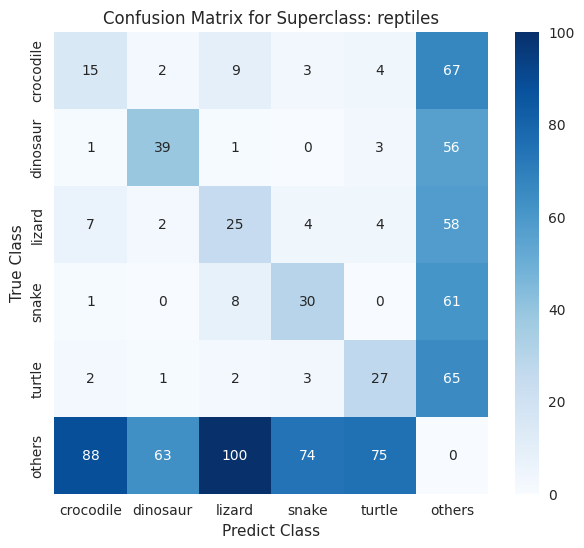 Confusion Matrix for Superclass: reptiles
True Class
crocodile 15 2 9 3 4 67
dinosaur 1 39 1 0 3 56
lizard 7 2 25 4 4 58
snake 1 0 8 30 0 61
turtle 2 1 2 3 27 65
others 88 63 100 74 75 0
crocodile dinosaur lizard snake turtle others
Predict Class
100
80
60
40
20
0